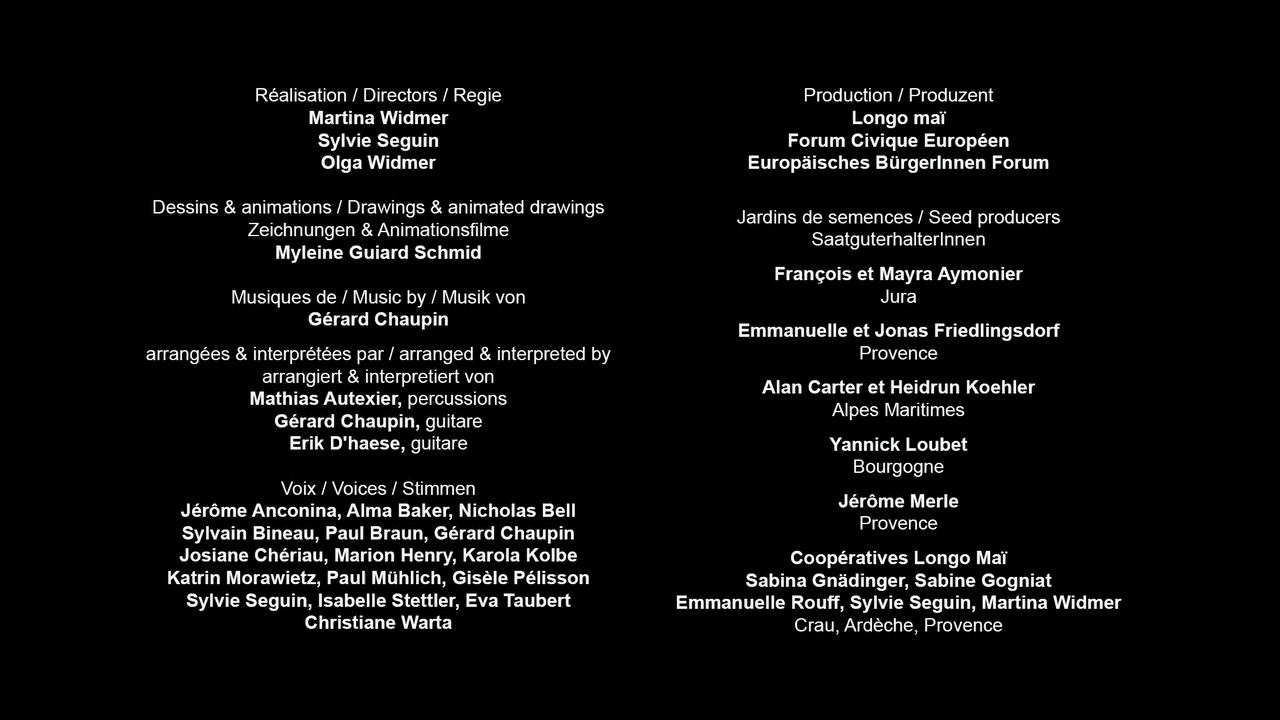 Réalisation / Directors / Regie
Martina Widmer
Sylvie Seguin
Olga Widmer
Dessins & animations / Drawings & animated drawings
Zeichnungen & Animationsfilme
Myleine Guiard Schmid
Musiques de / Music by / Musik von
Gérard Chaupin
arrangées & interprétées par / arranged & interpreted by
arrangiert & interpretiert von
Mathias Autexier, percussions
Gérard Chaupin, guitare
Erik D'haese, guitare
Voix / Voices / Stimmen
Jérôme Anconina, Alma Baker, Nicholas Bell
Sylvain Bineau, Paul Braun, Gérard Chaupin
Josiane Chériau, Marion Henry, Karola Kolbe
Katrin Morawietz, Paul Mühlich, Gisèle Pélisson
Sylvie Seguin, Isabelle Stettler, Eva Taubert
Christiane Warta
Production / Produzent
Longo maï
Forum Civique Européen
Europäisches BürgerInnen Forum
Jardins de semences / Seed producers
SaatguterhalterInnen
François et Mayra Aymonier
Jura
Emmanuelle et Jonas Friedlingsdorf
Provence
Alan Carter et Heidrun Koehler
Alpes Maritimes
Yannick Loubet
Bourgogne
Jérôme Merle
Provence
Coopératives Longo Maï
Sabina Gnädinger, Sabine Gogniat
Emmanuelle Rouff, Sylvie Seguin, Martina Widmer
Crau, Ardèche, Provence